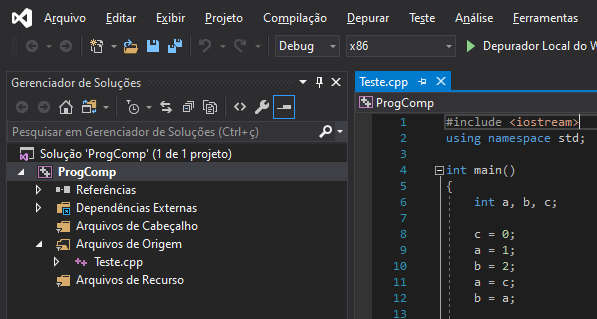 Arquivo Editar Exibir Projeto Compilação Depurar Teste Análise Ferramentas
Debug x86 Depurador Local do W
Gerenciador de Soluções
Pesquisar em Gerenciador de Soluções (Ctrl+ç)
Solução 'ProgComp' (1 de 1 projeto)
ProgComp
Referências
Dependências Externas
Arquivos de Cabeçalho
Arquivos de Origem
Teste.cpp
Arquivos de Recurso
Teste.cpp
ProgComp
1 #include <iostream>
2 using namespace std;
3
4 int main()
5 {
6 int a, b, c;
7
8 c = 0;
9 a = 1;
10 b = 2;
11 a = c;
12 b = a;
13